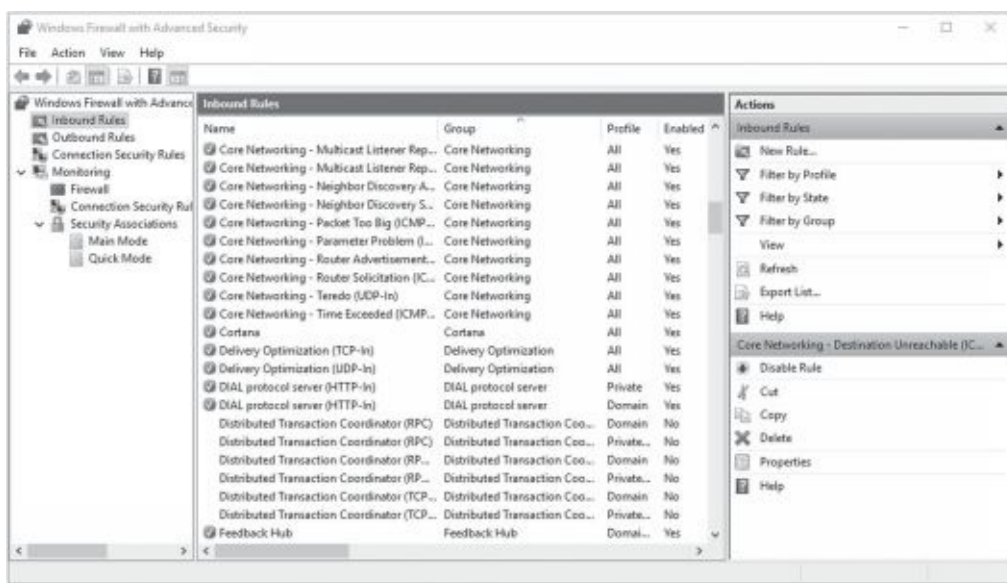 Windows Firewall with Advanced Security
File Action View Help
Windows Firewall with Advance
Inbound Rules
Outbound Rules
Connection Security Rules
Monitoring
Firewall
Connection Security Rul
Security Associations
Main Mode
Quick Mode
Inbound Rules
Name Group Profile Enabled
Core Networking - Multicast Listener Rep... Core Networking All Yes
Core Networking - Multicast Listener Rep... Core Networking All Yes
Core Networking - Neighbor Discovery A... Core Networking All Yes
Core Networking - Neighbor Discovery S... Core Networking All Yes
Core Networking - Packet Too Big (ICMP... Core Networking All Yes
Core Networking - Parameter Problem (I... Core Networking All Yes
Core Networking - Router Advertisement... Core Networking All Yes
Core Networking - Router Solicitation (IC... Core Networking All Yes
Core Networking - Teredo (UDP-In) Core Networking All Yes
Core Networking - Time Exceeded (ICMP... Core Networking All Yes
Cortana Cortana All Yes
Delivery Optimization (TCP-In) Delivery Optimization All Yes
Delivery Optimization (UDP-In) Delivery Optimization All Yes
DIAL protocol server (HTTP-In) DIAL protocol server Private Yes
DIAL protocol server (HTTP-In) DIAL protocol server Domain Yes
Distributed Transaction Coordinator (RPC) Distributed Transaction Coo... Domain No
Distributed Transaction Coordinator (RPC) Distributed Transaction Coo... Private... No
Distributed Transaction Coordinator (RP... Distributed Transaction Coo... Domain No
Distributed Transaction Coordinator (RP... Distributed Transaction Coo... Private... No
Distributed Transaction Coordinator (TCP... Distributed Transaction Coo... Domain No
Distributed Transaction Coordinator (TCP... Distributed Transaction Coo... Private... No
Feedback Hub Feedback Hub Domai... Yes
Actions
Inbound Rules
New Rule...
Filter by Profile
Filter by State
Filter by Group
View
Refresh
Export List...
Help
Core Networking - Destination Unreachable (IC...
Disable Rule
Cut
Copy
Delete
Properties
Help